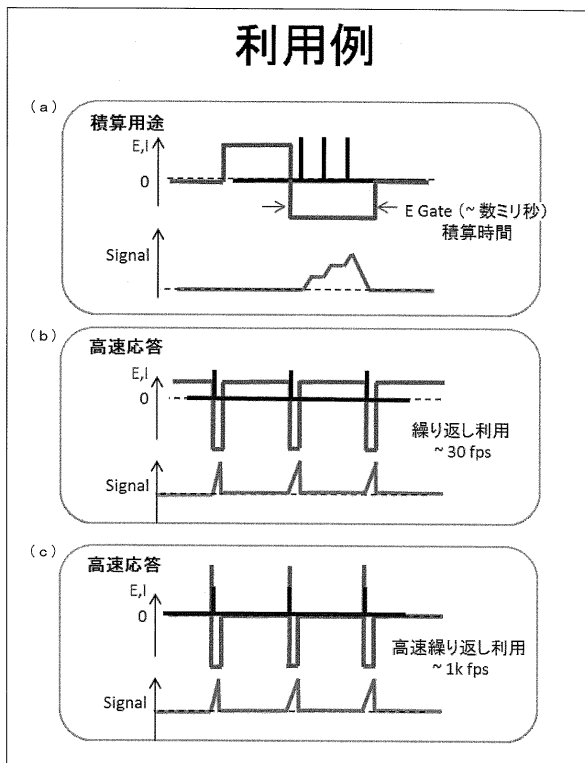 利用例
(a)
積算用途
E,I
0
E Gate (~ 数ミリ秒)
積算時間
Signal
(b)
高速応答
E,I
0
繰り返し利用
~ 30 fps
Signal
(c)
高速応答
E,I
0
高速繰り返し利用
~ 1k fps
Signal